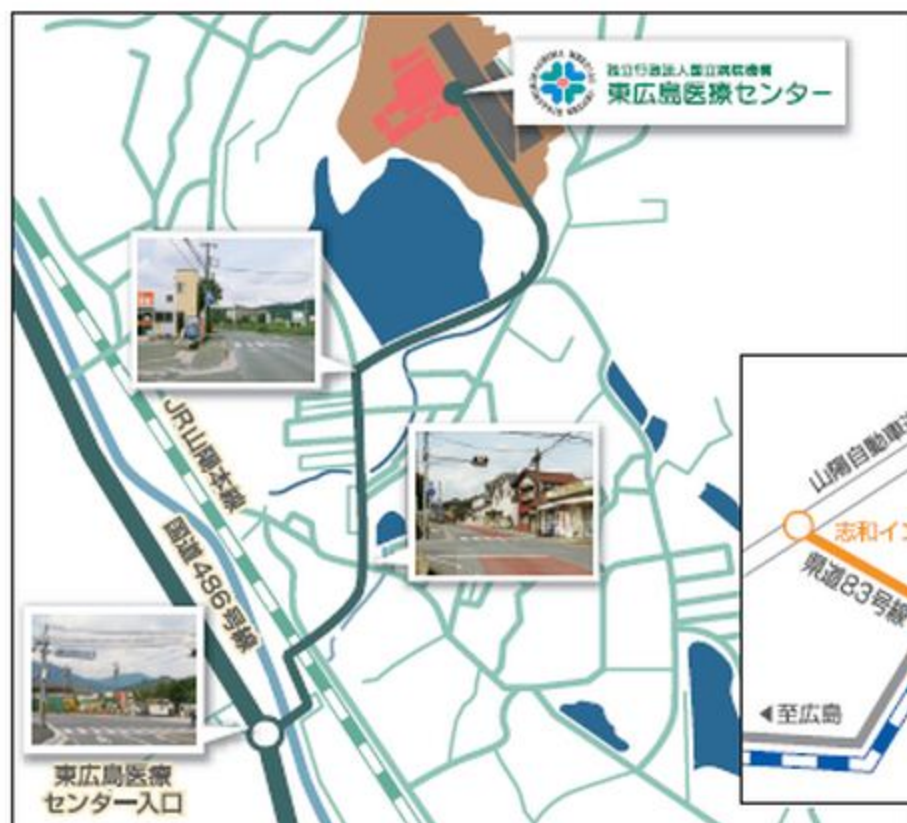 独立行政法人国立病院機構
東広島医療センター
JR山陽本線
国道486号線
東広島医療
センター入口
山陽自動車道
志和イン
県道83号線
◀至広島